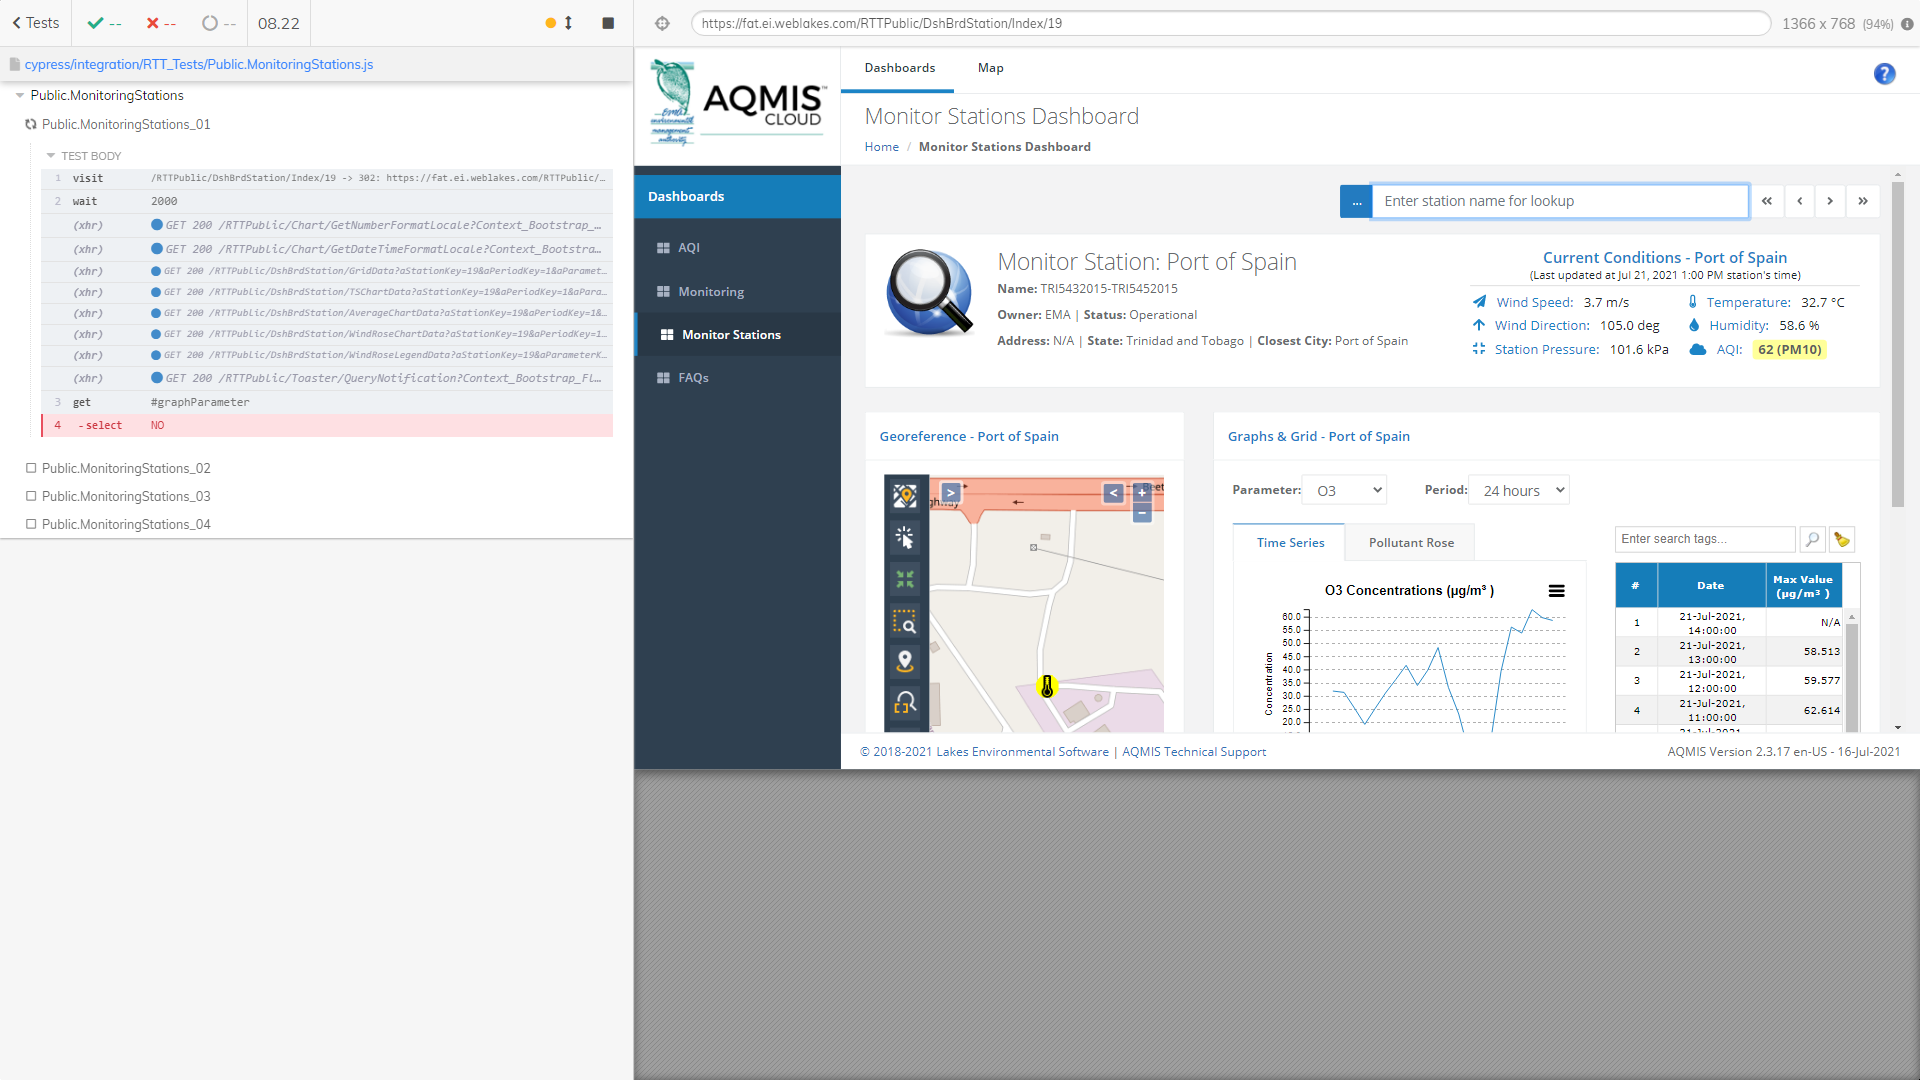 Tests
--
--
--
08.22
https://fat.ei.weblakes.com/RTTPublic/DshBrdStation/Index/19
1366 x 768 (94%)
cypress/integration/RTT_Tests/Public.MonitoringStations.js
Public.MonitoringStations
Public.MonitoringStations_01
TEST BODY
1 visit /RTTPublic/DshBrdStation/Index/19 -> 302: https://fat.ei.weblakes.com/RTTPublic/…
2 wait 2000
(xhr) GET 200 /RTTPublic/Chart/GetNumberFormatLocale?Context_Bootstrap_…
(xhr) GET 200 /RTTPublic/Chart/GetDateTimeFormatLocale?Context_Bootstra…
(xhr) GET 200 /RTTPublic/DshBrdStation/GridData?aStationKey=19&aPeriodKey=1&aParamet…
(xhr) GET 200 /RTTPublic/DshBrdStation/TSChartData?aStationKey=19&aPeriodKey=1&aPara…
(xhr) GET 200 /RTTPublic/DshBrdStation/AverageChartData?aStationKey=19&aPeriodKey=1&…
(xhr) GET 200 /RTTPublic/DshBrdStation/WindRoseChartData?aStationKey=19&aPeriodKey=1…
(xhr) GET 200 /RTTPublic/DshBrdStation/WindRoseLegendData?aStationKey=19&aParameterK…
(xhr) GET 200 /RTTPublic/Toaster/QueryNotification?Context_Bootstrap_Fl…
3 get #graphParameter
4 -select NO
Public.MonitoringStations_02
Public.MonitoringStations_03
Public.MonitoringStations_04
EMA
environmental
management
authority
AQMIS™
CLOUD
Dashboards
AQI
Monitoring
Monitor Stations
FAQs
Dashboards Map
?
Monitor Stations Dashboard
Home / Monitor Stations Dashboard
... Enter station name for lookup « ‹ › »
Monitor Station: Port of Spain
Name: TRI5432015-TRI5452015
Owner: EMA | Status: Operational
Address: N/A | State: Trinidad and Tobago | Closest City: Port of Spain
Current Conditions - Port of Spain
(Last updated at Jul 21, 2021 1:00 PM station's time)
Wind Speed: 3.7 m/s Temperature: 32.7 °C
Wind Direction: 105.0 deg Humidity: 58.6 %
Station Pressure: 101.6 kPa AQI: 62 (PM10)
Georeference - Port of Spain
> < +
−
ghway
Beet
Graphs & Grid - Port of Spain
Parameter: O3 Period: 24 hours
Time Series Pollutant Rose
Enter search tags...
O3 Concentrations (µg/m³ )
Concentration
60.0
55.0
50.0
45.0
40.0
35.0
30.0
25.0
20.0
# Date Max Value (µg/m³ )
1 21-Jul-2021, 14:00:00 N/A
2 21-Jul-2021, 13:00:00 58.513
3 21-Jul-2021, 12:00:00 59.577
4 21-Jul-2021, 11:00:00 62.614
© 2018-2021 Lakes Environmental Software | AQMIS Technical Support
AQMIS Version 2.3.17 en-US - 16-Jul-2021